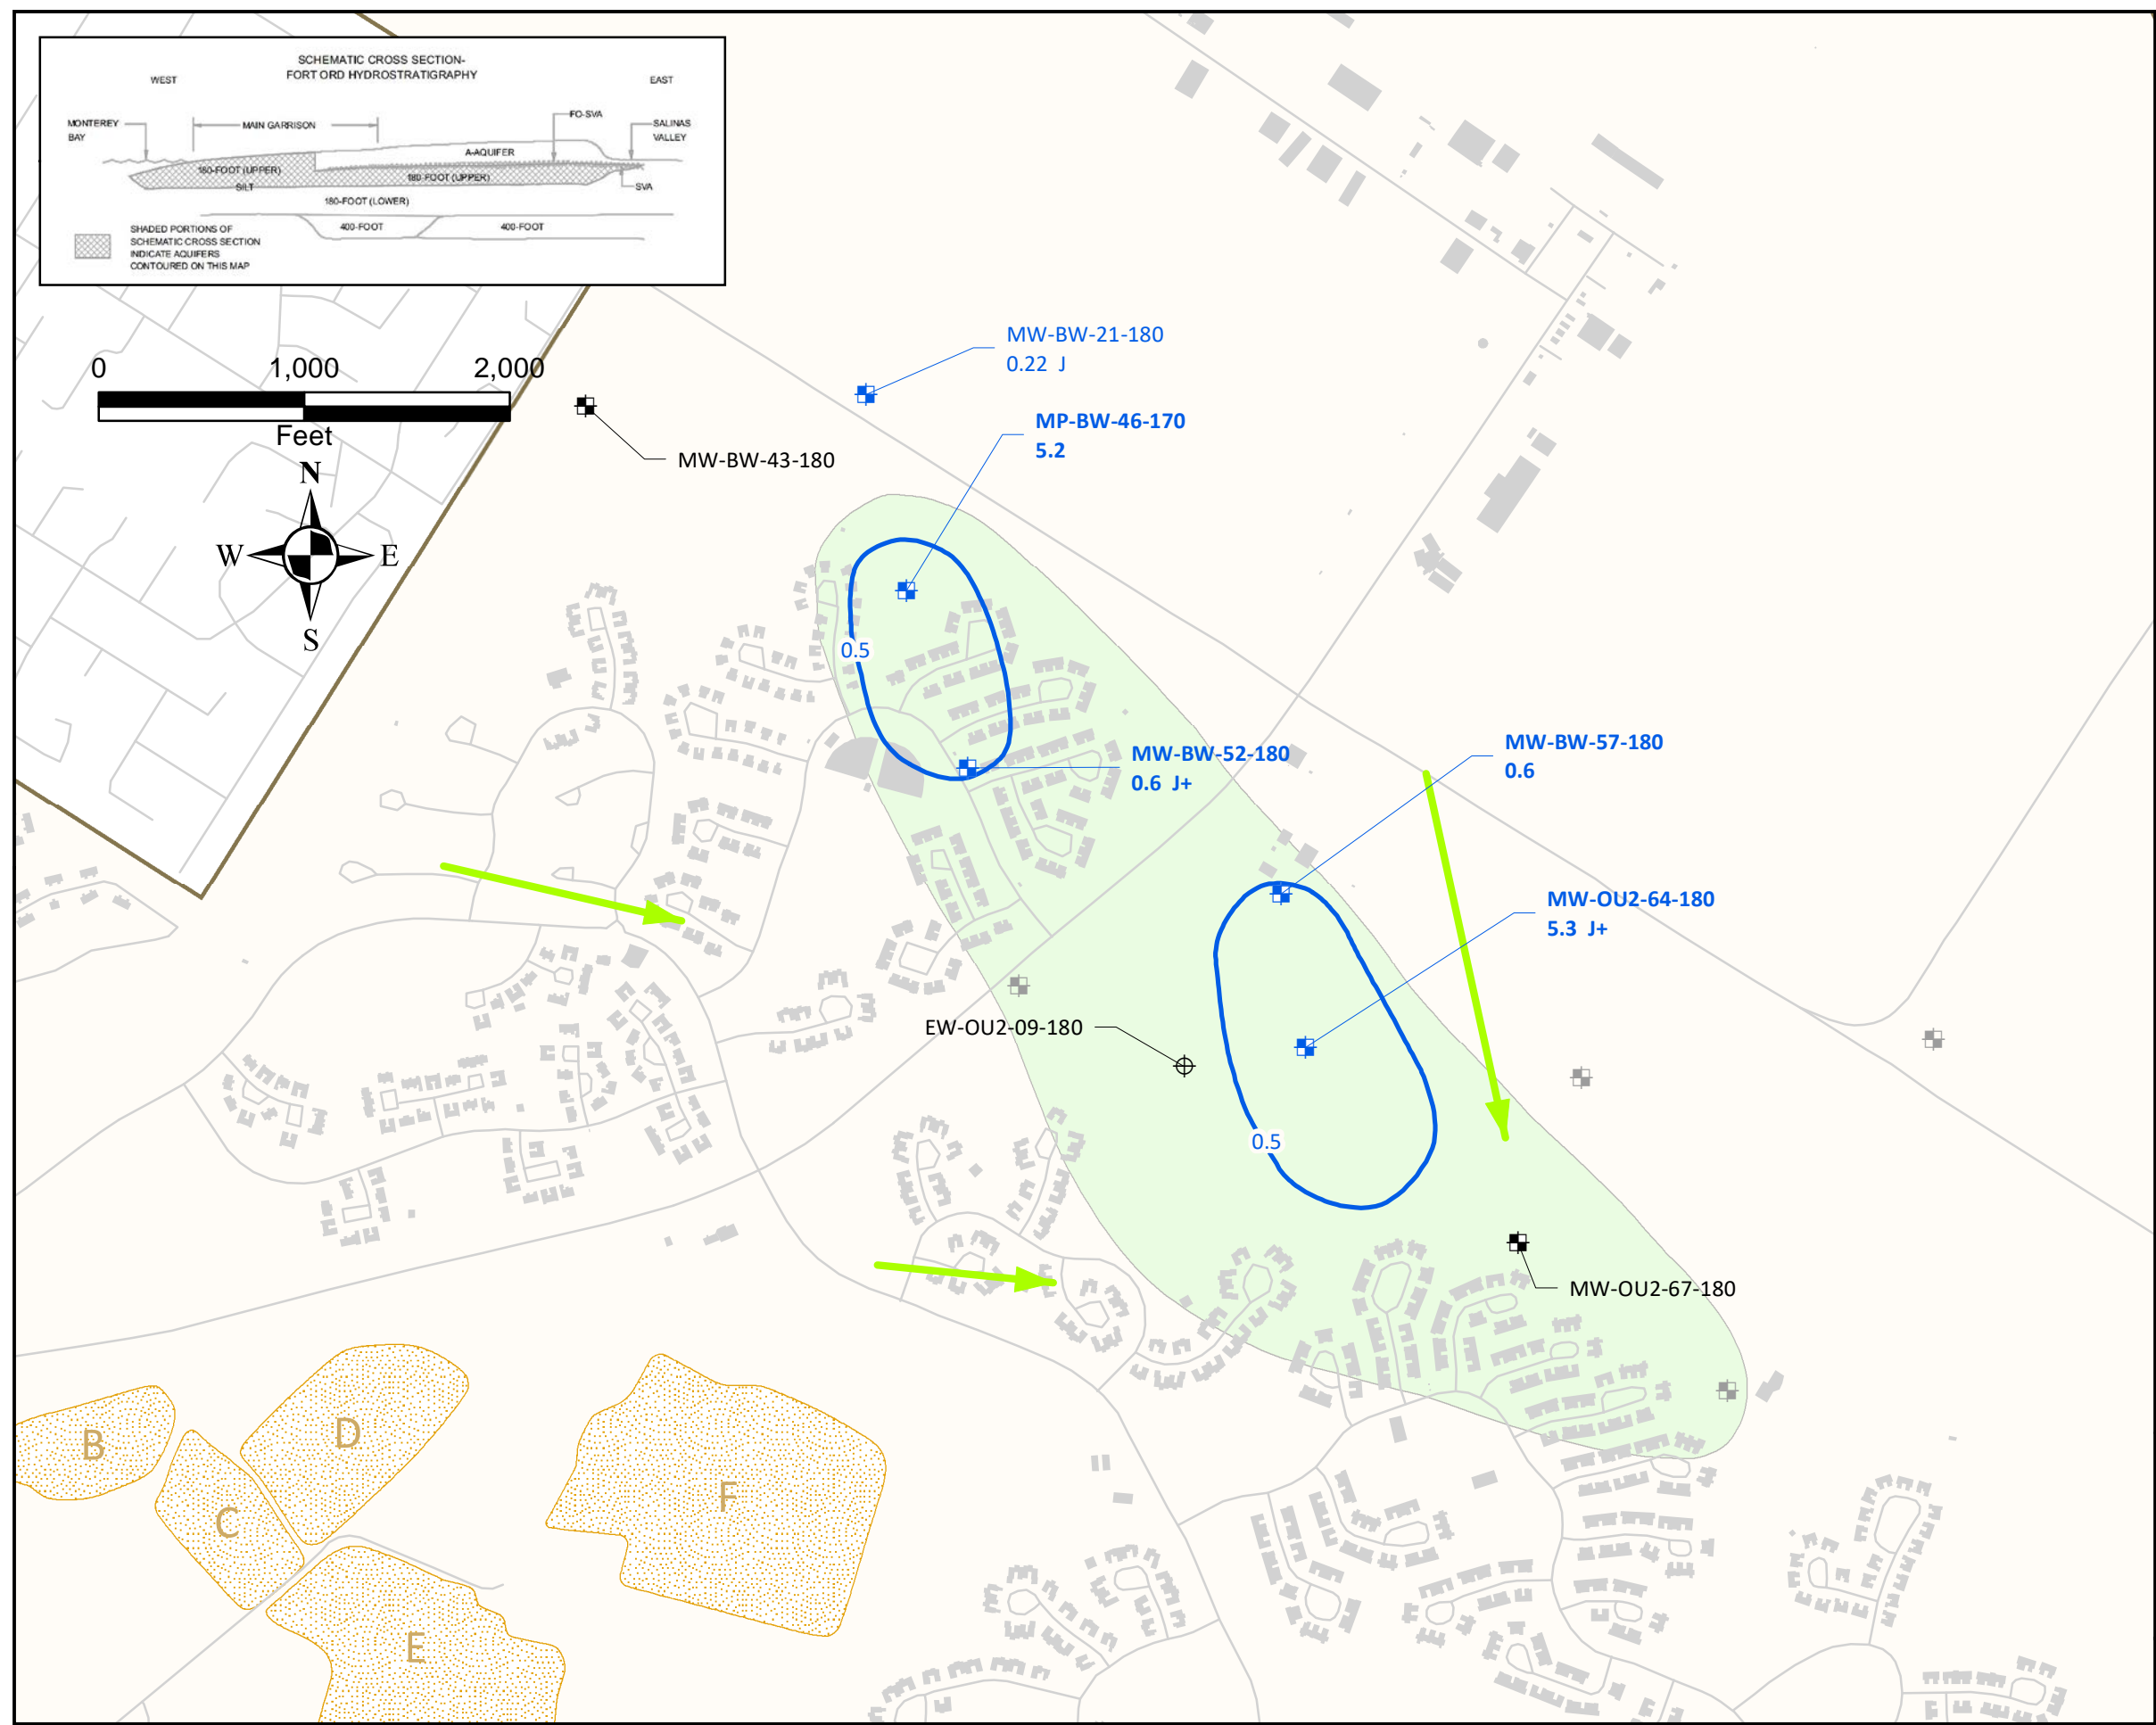 SCHEMATIC CROSS SECTION-
FORT ORD HYDROSTRATIGRAPHY
WEST
EAST
MONTEREY
BAY
MAIN GARRISON
FO-SVA
SALINAS
VALLEY
A-AQUIFER
180-FOOT (UPPER)
180-FOOT (UPPER)
SILT
SVA
180-FOOT (LOWER)
400-FOOT
400-FOOT
SHADED PORTIONS OF
SCHEMATIC CROSS SECTION
INDICATE AQUIFERS
CONTOURED ON THIS MAP
0 1,000 2,000
Feet
N
W E
S
MW-BW-21-180
0.22 J
MP-BW-46-170
5.2
MW-BW-43-180
0.5
MW-BW-52-180
0.6 J+
MW-BW-57-180
0.6
MW-OU2-64-180
5.3 J+
EW-OU2-09-180
0.5
MW-OU2-67-180
B
D
C
F
E